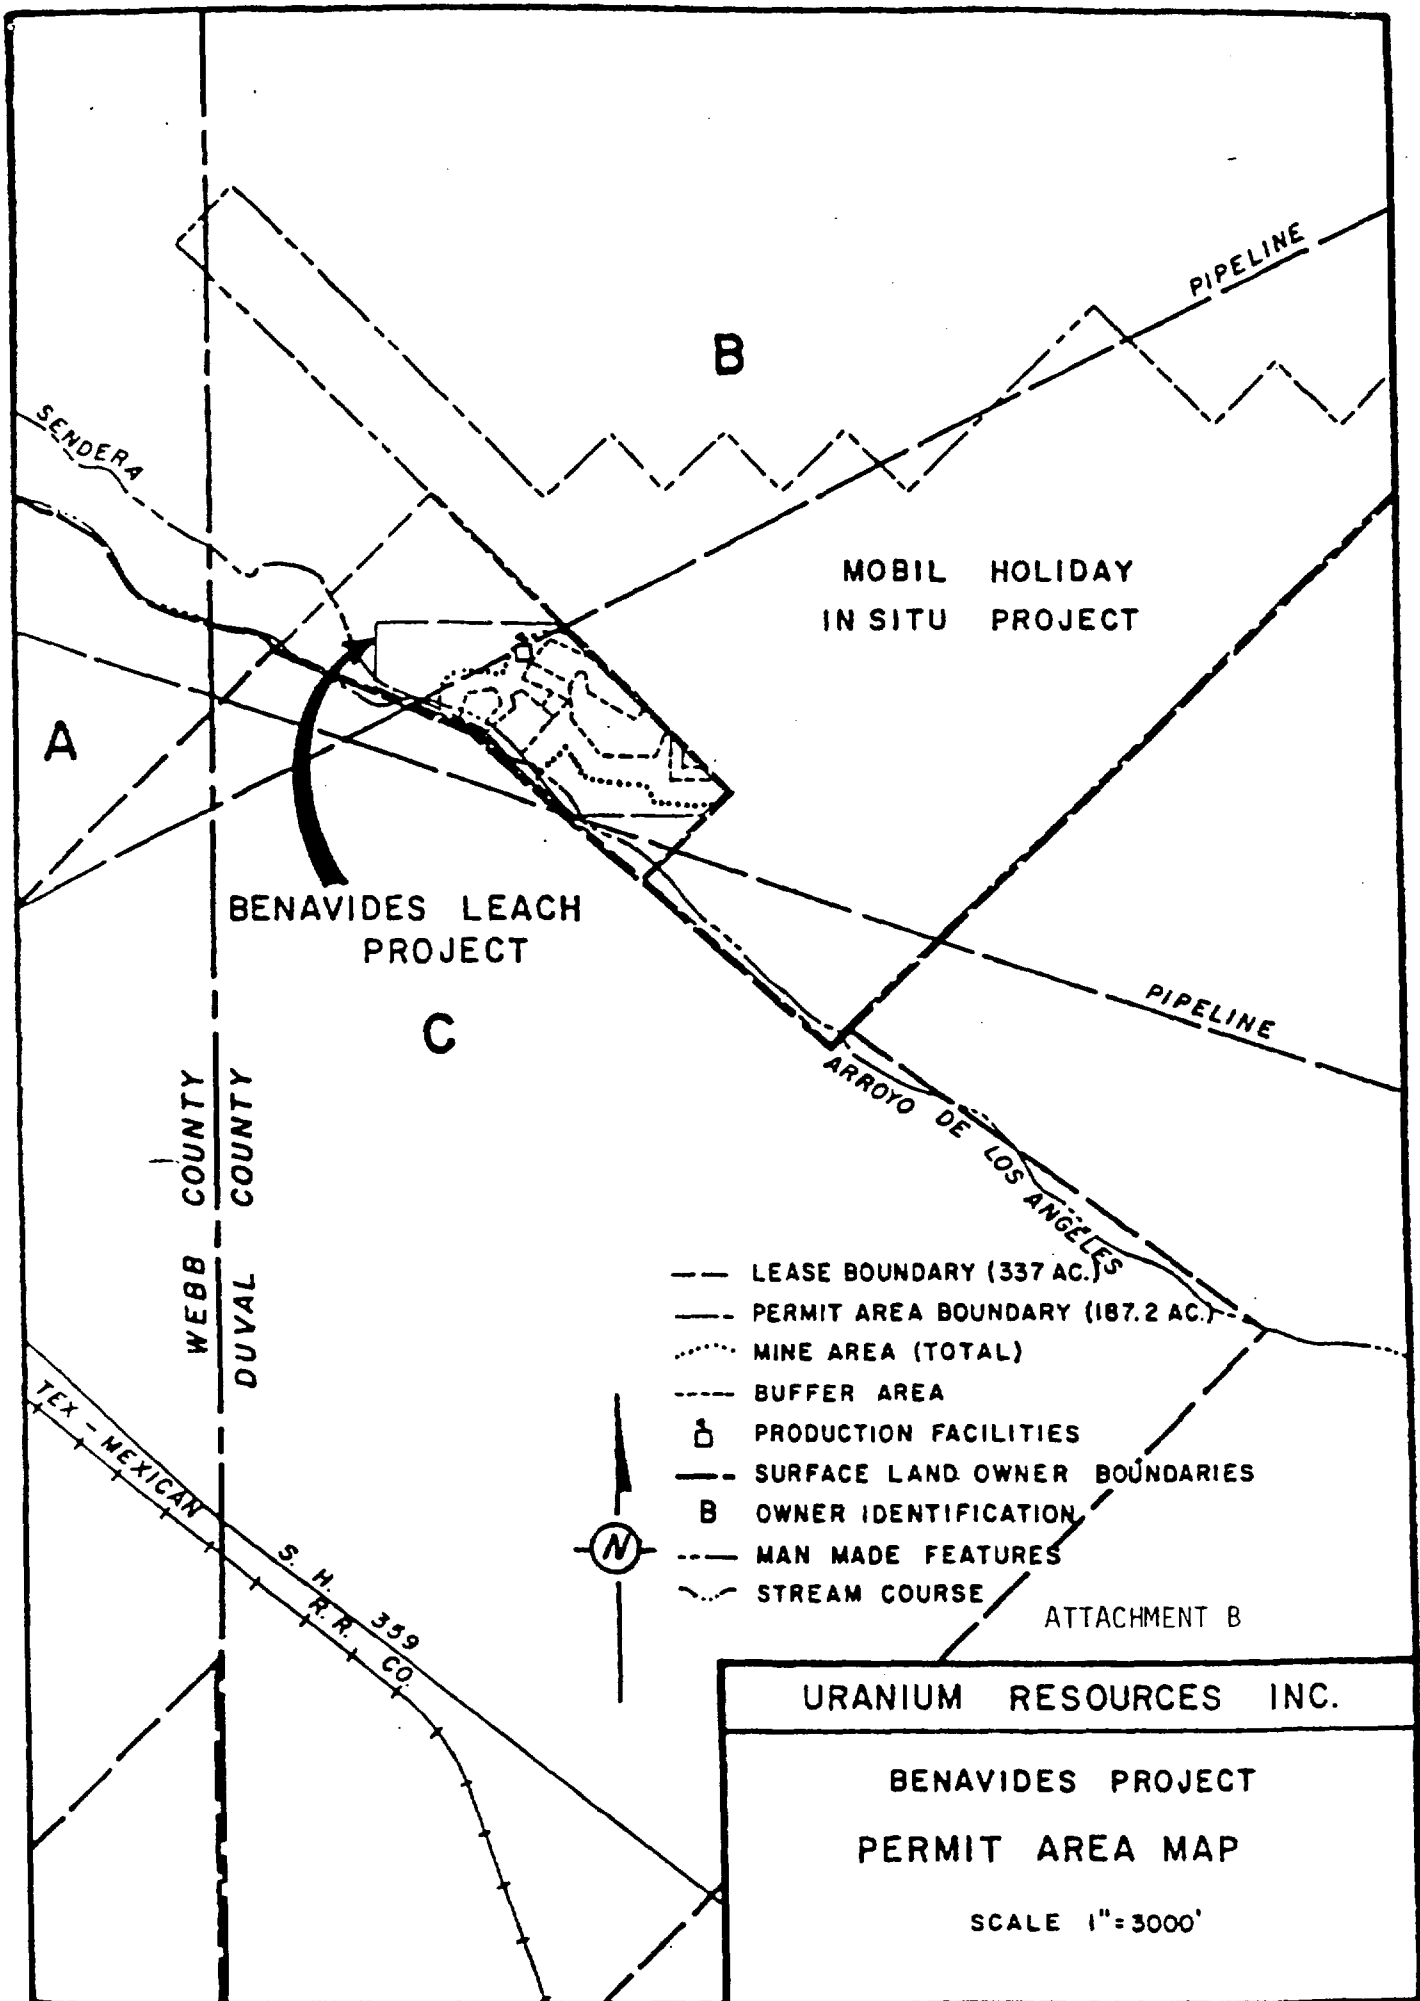 PIPELINE
B
SENDERA
MOBIL HOLIDAY
IN SITU PROJECT
A
BENAVIDES LEACH
PROJECT
C
PIPELINE
ARROYO DE LOS ANGELES
WEBB COUNTY
DUVAL COUNTY
LEASE BOUNDARY (337 AC.)
PERMIT AREA BOUNDARY (187.2 AC.)
MINE AREA (TOTAL)
BUFFER AREA
PRODUCTION FACILITIES
SURFACE LAND OWNER BOUNDARIES
B OWNER IDENTIFICATION
MAN MADE FEATURES
STREAM COURSE
TEX - MEXICAN R.R. CO.
S. H. 359
N
ATTACHMENT B
URANIUM RESOURCES INC.
BENAVIDES PROJECT
PERMIT AREA MAP
SCALE 1"=3000'